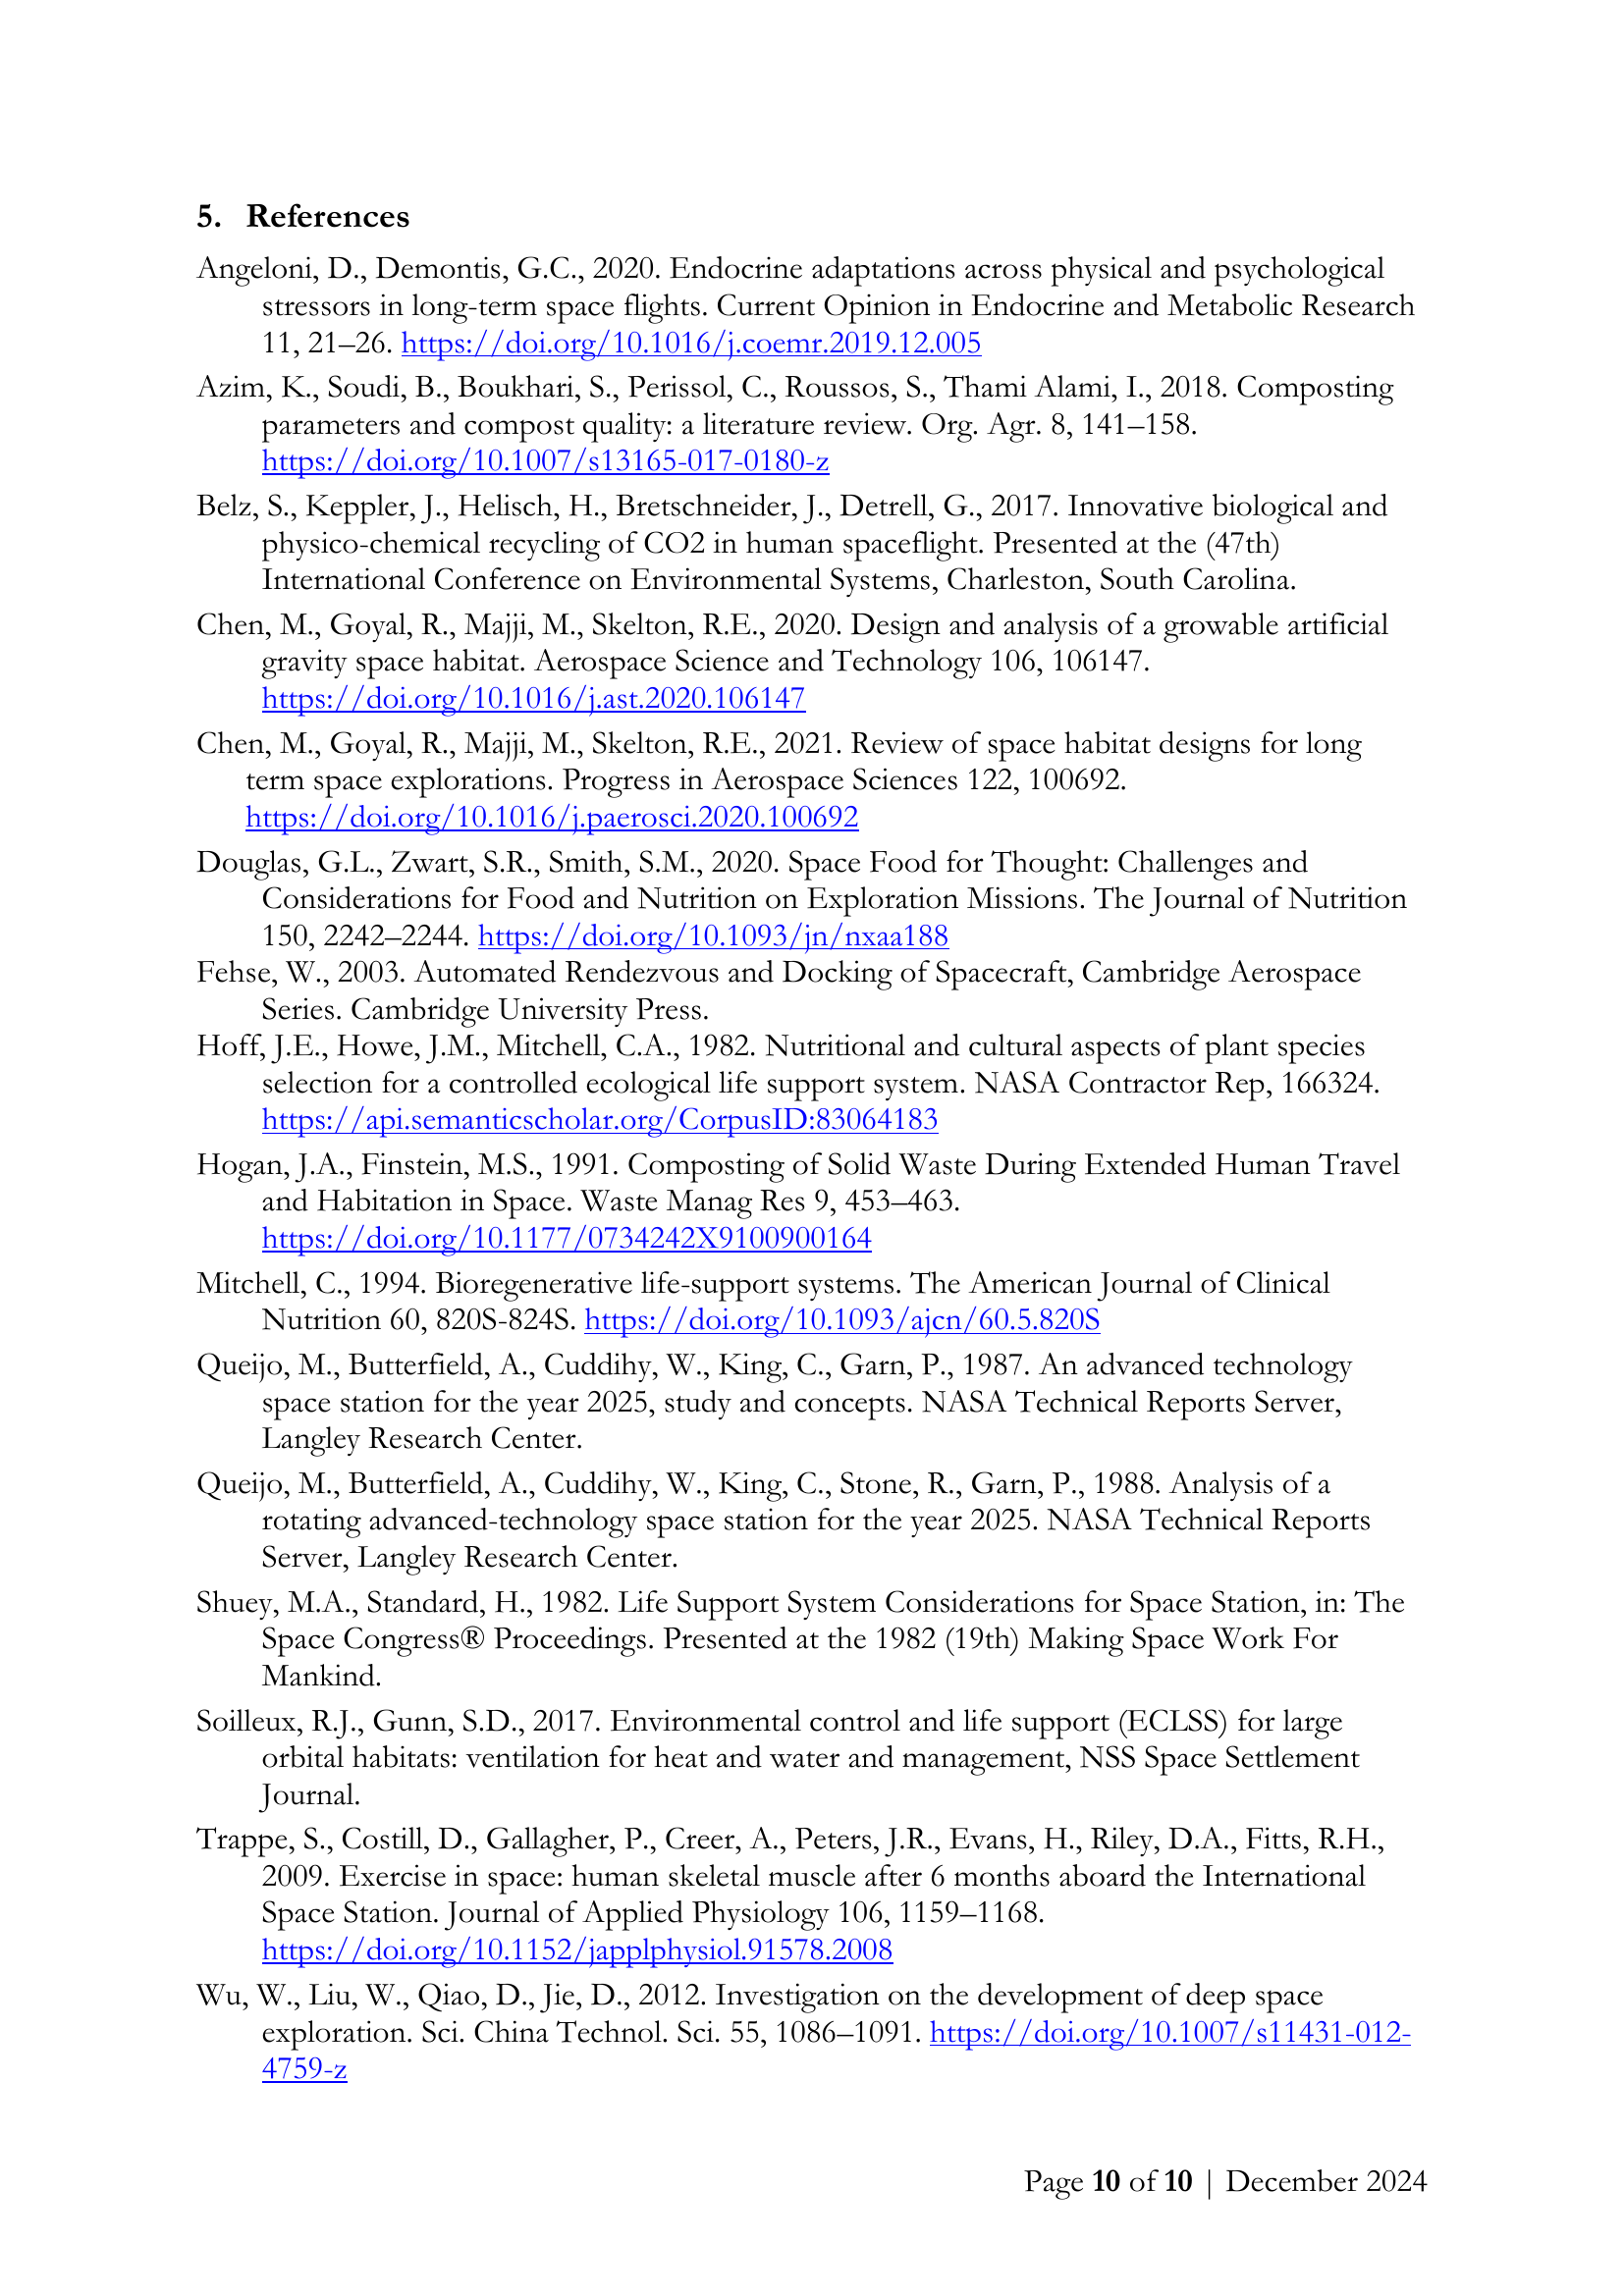 5. References
Angeloni, D., Demontis, G.C., 2020. Endocrine adaptations across physical and psychological
stressors in long-term space flights. Current Opinion in Endocrine and Metabolic Research
11, 21–26. https://doi.org/10.1016/j.coemr.2019.12.005
Azim, K., Soudi, B., Boukhari, S., Perissol, C., Roussos, S., Thami Alami, I., 2018. Composting
parameters and compost quality: a literature review. Org. Agr. 8, 141–158.
https://doi.org/10.1007/s13165-017-0180-z
Belz, S., Keppler, J., Helisch, H., Bretschneider, J., Detrell, G., 2017. Innovative biological and
physico-chemical recycling of CO2 in human spaceflight. Presented at the (47th)
International Conference on Environmental Systems, Charleston, South Carolina.
Chen, M., Goyal, R., Majji, M., Skelton, R.E., 2020. Design and analysis of a growable artificial
gravity space habitat. Aerospace Science and Technology 106, 106147.
https://doi.org/10.1016/j.ast.2020.106147
Chen, M., Goyal, R., Majji, M., Skelton, R.E., 2021. Review of space habitat designs for long
term space explorations. Progress in Aerospace Sciences 122, 100692.
https://doi.org/10.1016/j.paerosci.2020.100692
Douglas, G.L., Zwart, S.R., Smith, S.M., 2020. Space Food for Thought: Challenges and
Considerations for Food and Nutrition on Exploration Missions. The Journal of Nutrition
150, 2242–2244. https://doi.org/10.1093/jn/nxaa188
Fehse, W., 2003. Automated Rendezvous and Docking of Spacecraft, Cambridge Aerospace
Series. Cambridge University Press.
Hoff, J.E., Howe, J.M., Mitchell, C.A., 1982. Nutritional and cultural aspects of plant species
selection for a controlled ecological life support system. NASA Contractor Rep, 166324.
https://api.semanticscholar.org/CorpusID:83064183
Hogan, J.A., Finstein, M.S., 1991. Composting of Solid Waste During Extended Human Travel
and Habitation in Space. Waste Manag Res 9, 453–463.
https://doi.org/10.1177/0734242X9100900164
Mitchell, C., 1994. Bioregenerative life-support systems. The American Journal of Clinical
Nutrition 60, 820S-824S. https://doi.org/10.1093/ajcn/60.5.820S
Queijo, M., Butterfield, A., Cuddihy, W., King, C., Garn, P., 1987. An advanced technology
space station for the year 2025, study and concepts. NASA Technical Reports Server,
Langley Research Center.
Queijo, M., Butterfield, A., Cuddihy, W., King, C., Stone, R., Garn, P., 1988. Analysis of a
rotating advanced-technology space station for the year 2025. NASA Technical Reports
Server, Langley Research Center.
Shuey, M.A., Standard, H., 1982. Life Support System Considerations for Space Station, in: The
Space Congress® Proceedings. Presented at the 1982 (19th) Making Space Work For
Mankind.
Soilleux, R.J., Gunn, S.D., 2017. Environmental control and life support (ECLSS) for large
orbital habitats: ventilation for heat and water and management, NSS Space Settlement
Journal.
Trappe, S., Costill, D., Gallagher, P., Creer, A., Peters, J.R., Evans, H., Riley, D.A., Fitts, R.H.,
2009. Exercise in space: human skeletal muscle after 6 months aboard the International
Space Station. Journal of Applied Physiology 106, 1159–1168.
https://doi.org/10.1152/japplphysiol.91578.2008
Wu, W., Liu, W., Qiao, D., Jie, D., 2012. Investigation on the development of deep space
exploration. Sci. China Technol. Sci. 55, 1086–1091. https://doi.org/10.1007/s11431-012-
4759-z
Page 10 of 10 | December 2024